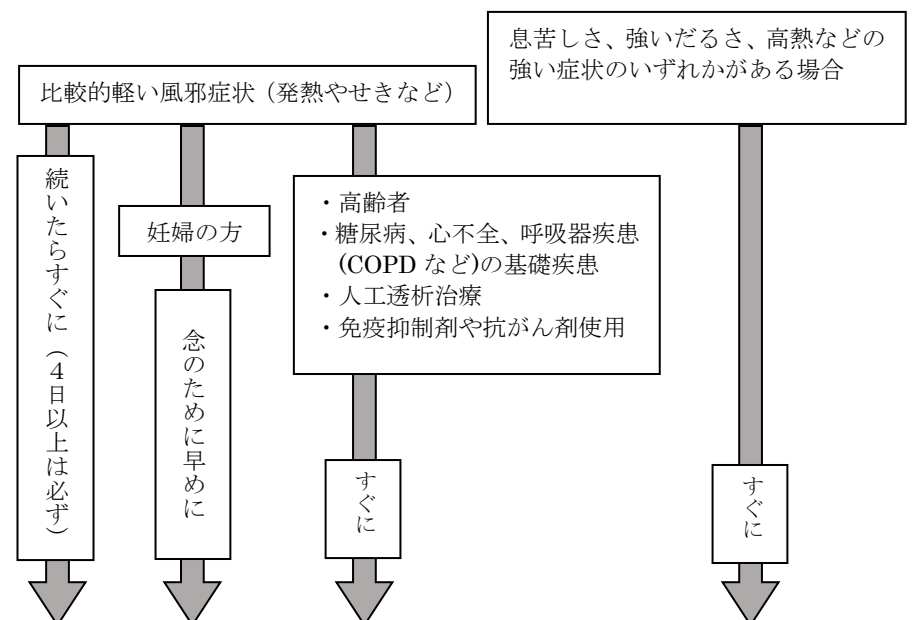 息苦しさ、強いだるさ、高熱などの
強い症状のいずれかがある場合
比較的軽い風邪症状（発熱やせきなど）
続いたらすぐに（4日以上は必ず）
妊婦の方
念のために早めに
・高齢者
・糖尿病、心不全、呼吸器疾患
(COPD など)の基礎疾患
・人工透析治療
・免疫抑制剤や抗がん剤使用
すぐに
すぐに